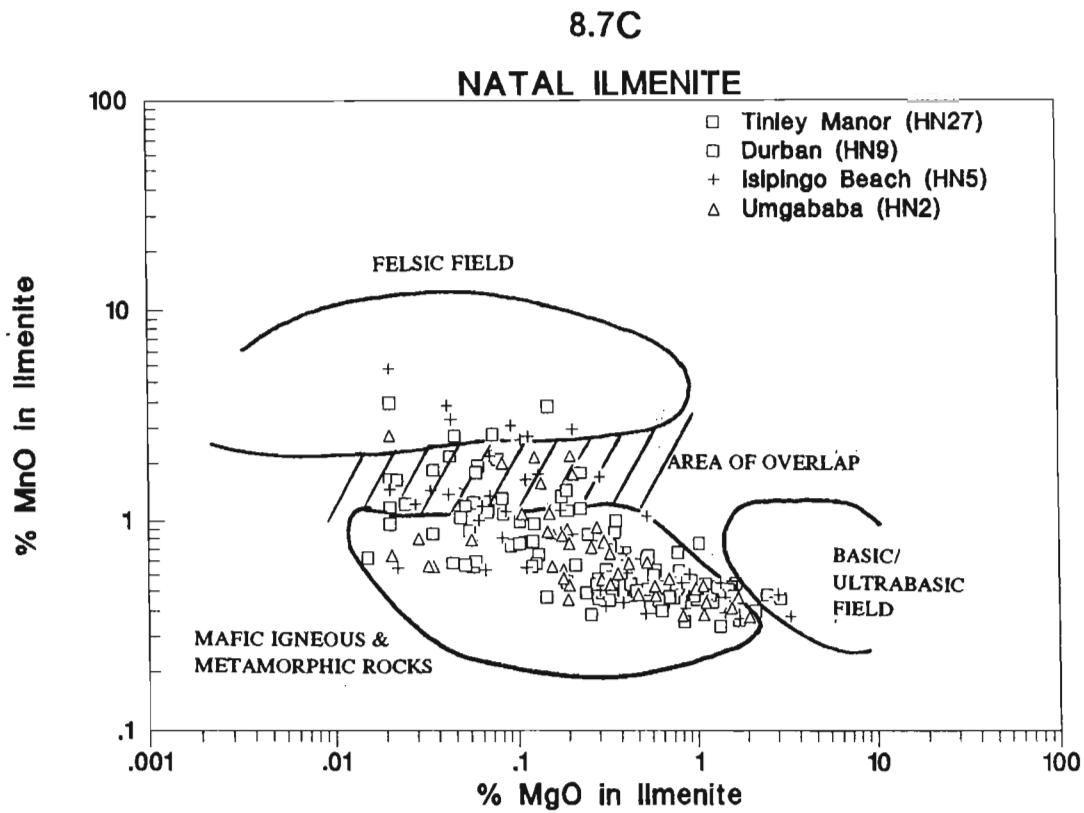 8.7C
NATAL ILMENITE
100
10
1
.1
% MnO in Ilmenite
Tinley Manor (HN27)
Durban (HN9)
Isipingo Beach (HN5)
Umgababa (HN2)
FELSIC FIELD
AREA OF OVERLAP
BASIC/
ULTRABASIC
FIELD
MAFIC IGNEOUS &
METAMORPHIC ROCKS
.001
.01
.1
1
10
100
% MgO in Ilmenite